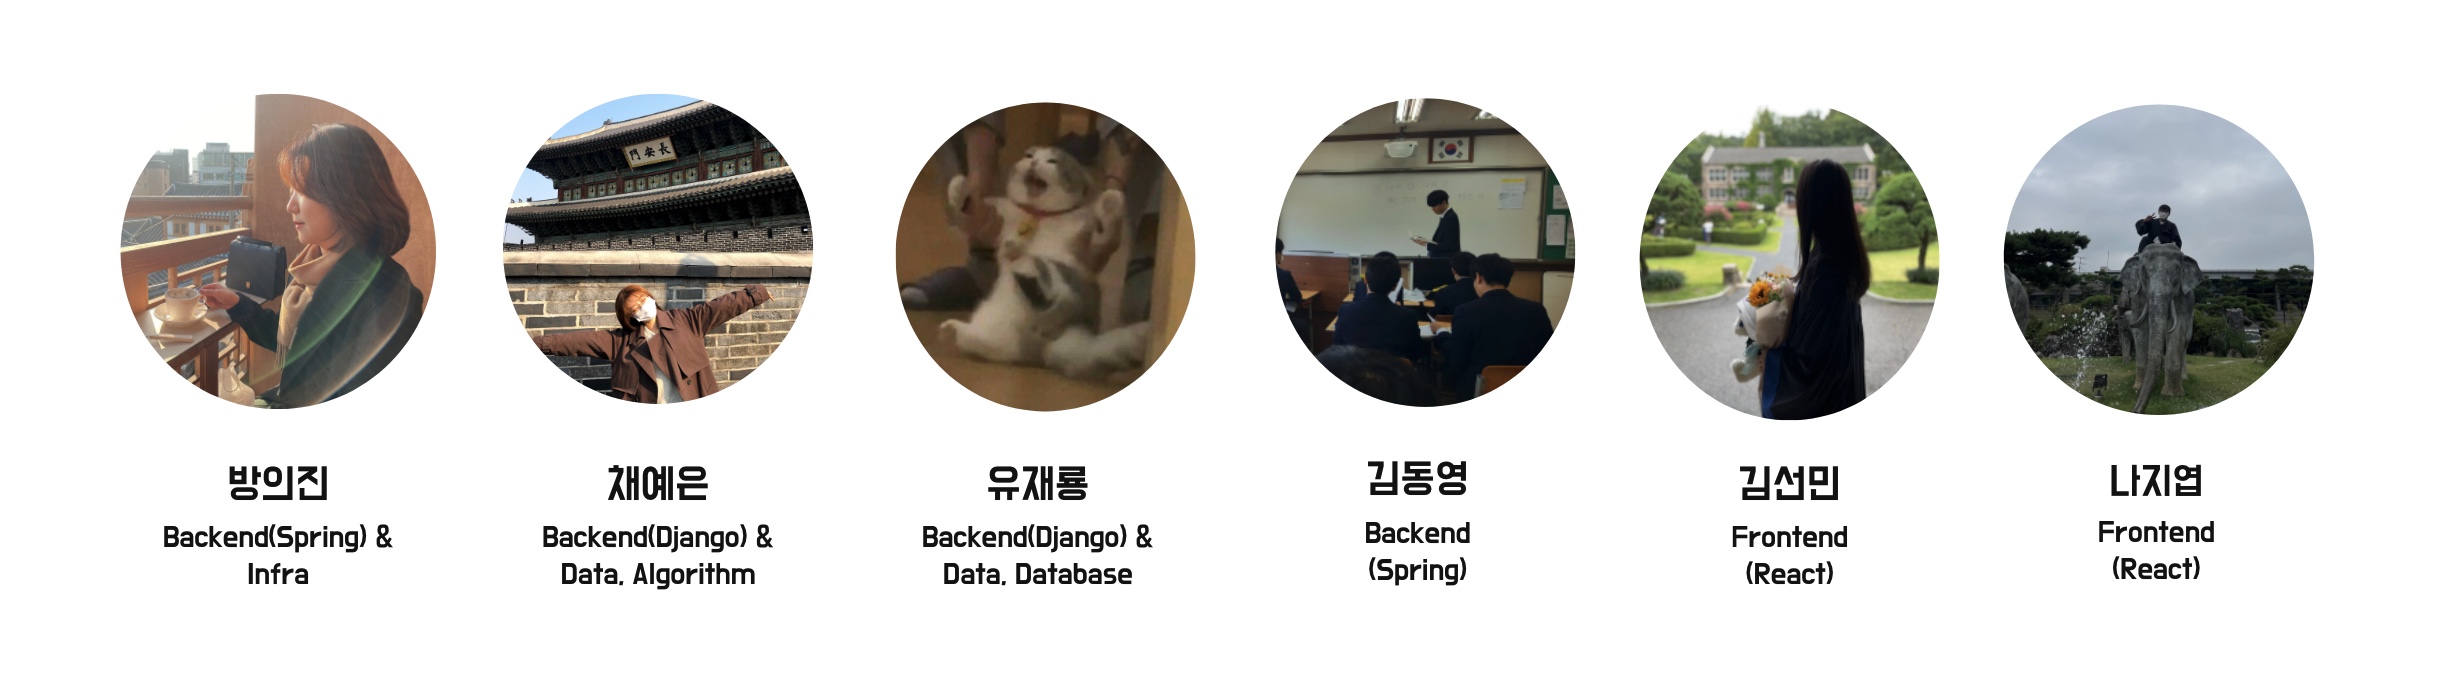 門安長
방의진
Backend(Spring) &
Infra
채예은
Backend(Django) &
Data, Algorithm
유재룡
Backend(Django) &
Data, Database
김동영
Backend
(Spring)
김선민
Frontend
(React)
나지엽
Frontend
(React)